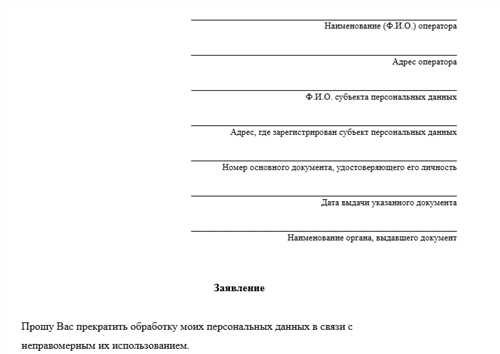 Наименование (Ф.И.О.) оператора
Адрес оператора
Ф.И.О. субъекта персональных данных
Адрес, где зарегистрирован субъект персональных данных
Номер основного документа, удостоверяющего его личность
Дата выдачи указанного документа
Наименование органа, выдавшего документ
Заявление
Прошу Вас прекратить обработку моих персональных данных в связи с
неправомерным их использованием.